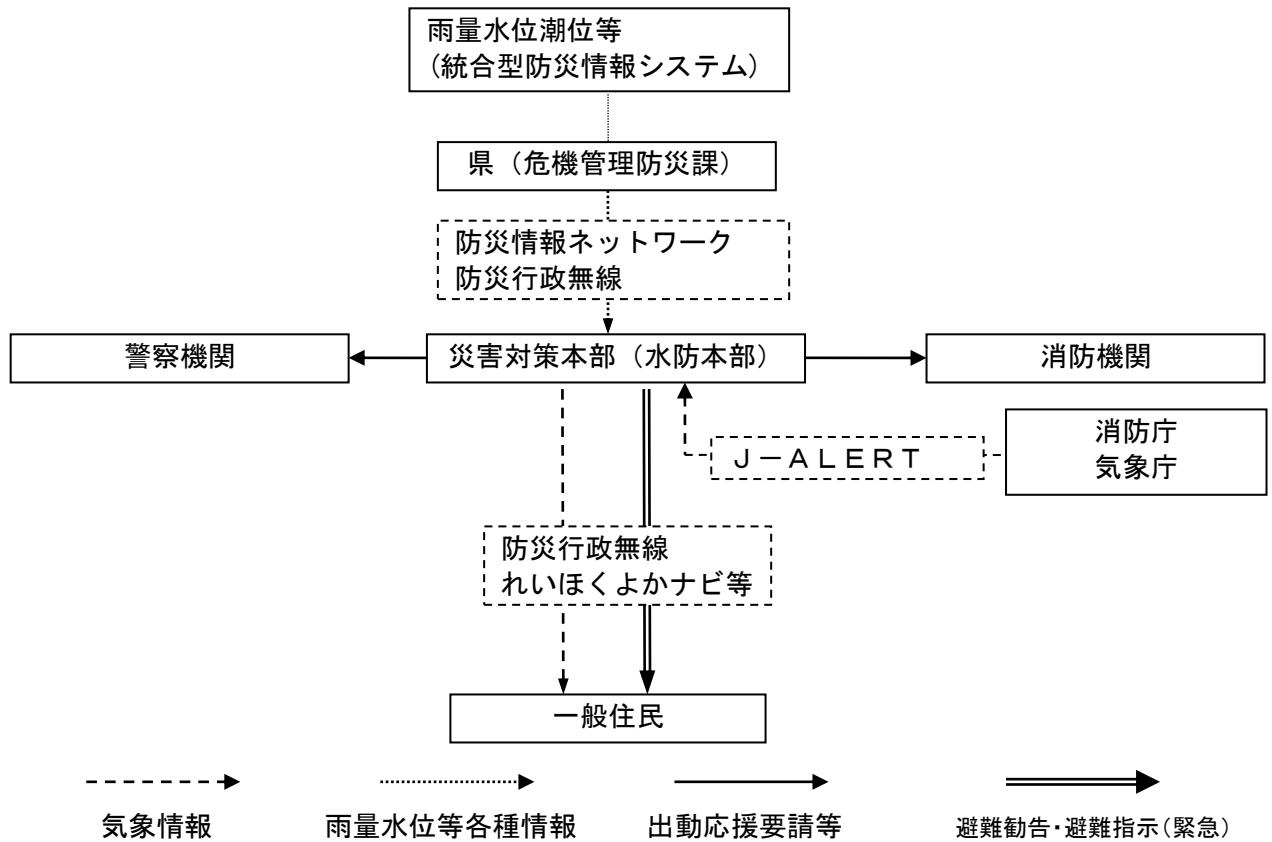 雨量水位潮位等
(統合型防災情報システム)
県（危機管理防災課）
防災情報ネットワーク
防災行政無線
警察機関
災害対策本部（水防本部）
消防機関
消防庁
気象庁
Ｊ－ＡＬＥＲＴ
防災行政無線
れいほくよかナビ等
一般住民
気象情報
雨量水位等各種情報
出動応援要請等
避難勧告・避難指示(緊急)